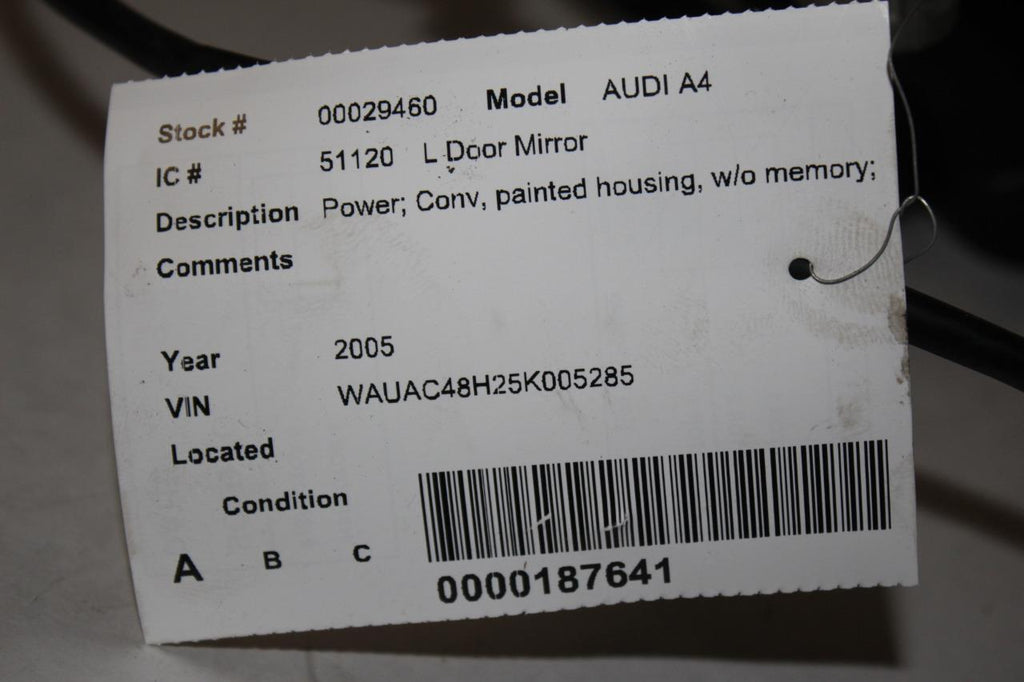 Stock # 00029460 Model AUDI A4
IC # 51120 L Door Mirror
Description Power; Conv, painted housing, w/o memory;
Comments
Year 2005
VIN WAUAC48H25K005285
Located
Condition
A B C
0000187641